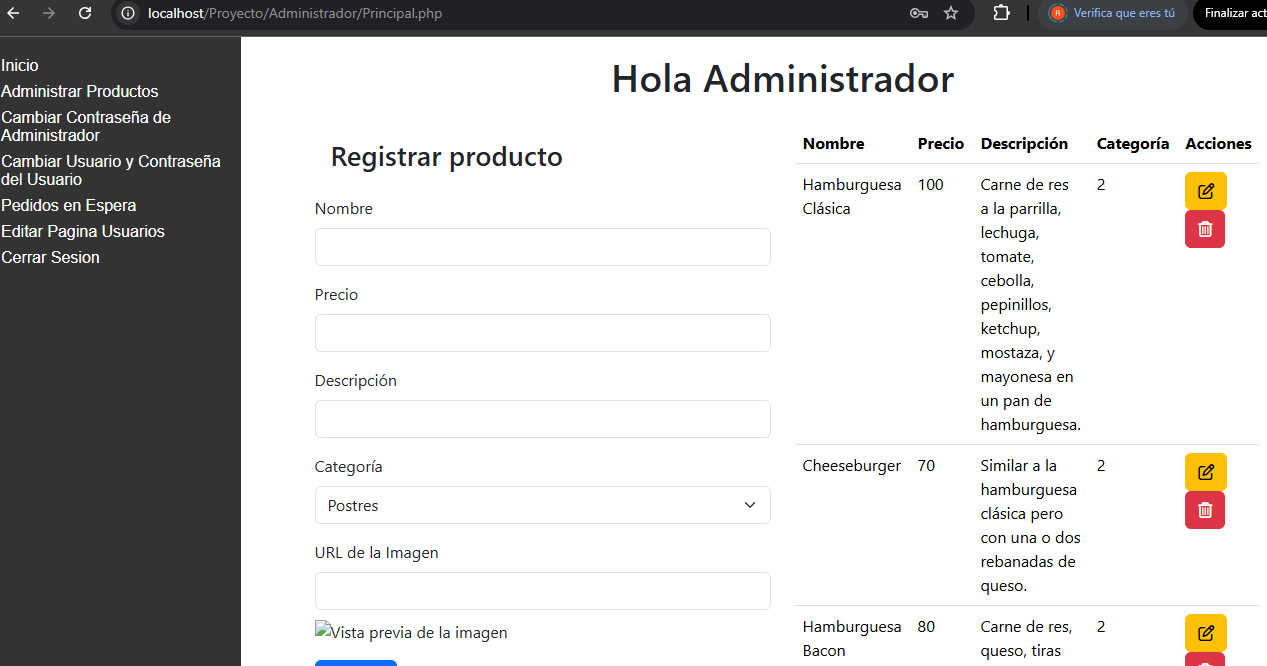 localhost/Proyecto/Administrador/Principal.php
R
Verifica que eres tú
Finalizar act
Inicio
Administrar Productos
Cambiar Contraseña de
Administrador
Cambiar Usuario y Contraseña
del Usuario
Pedidos en Espera
Editar Pagina Usuarios
Cerrar Sesion
Hola Administrador
Registrar producto
Nombre
Precio
Descripción
Categoría
Postres
URL de la Imagen
Vista previa de la imagen
Nombre Precio Descripción Categoría Acciones
Hamburguesa 100 Carne de res 2
Clásica a la parrilla,
lechuga,
tomate,
cebolla,
pepinillos,
ketchup,
mostaza, y
mayonesa en
un pan de
hamburguesa.
Cheeseburger 70 Similar a la 2
hamburguesa
clásica pero
con una o dos
rebanadas de
queso.
Hamburguesa 80 Carne de res, 2
Bacon queso, tiras